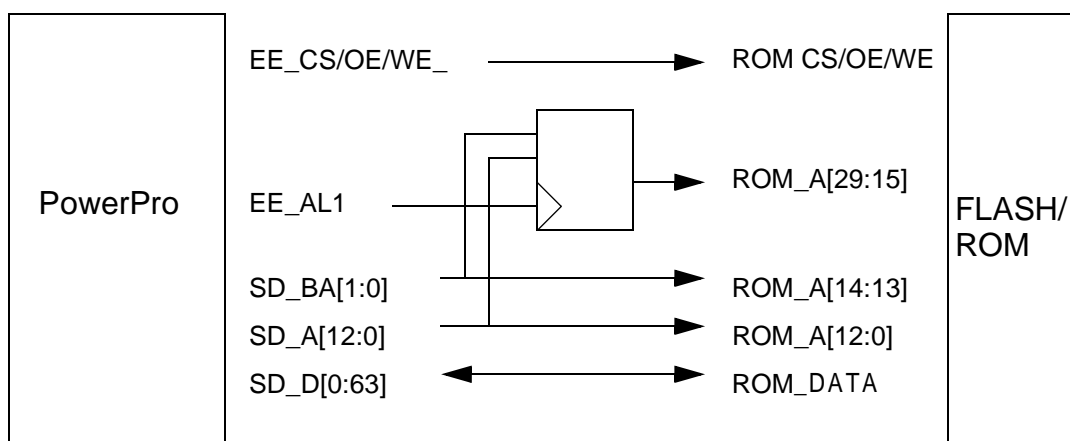 EE_CS/OE/WE_ ROM CS/OE/WE
PowerPro EE_AL1 ROM_A[29:15] FLASH/
ROM
SD_BA[1:0] ROM_A[14:13]
SD_A[12:0] ROM_A[12:0]
SD_D[0:63] ROM_DATA